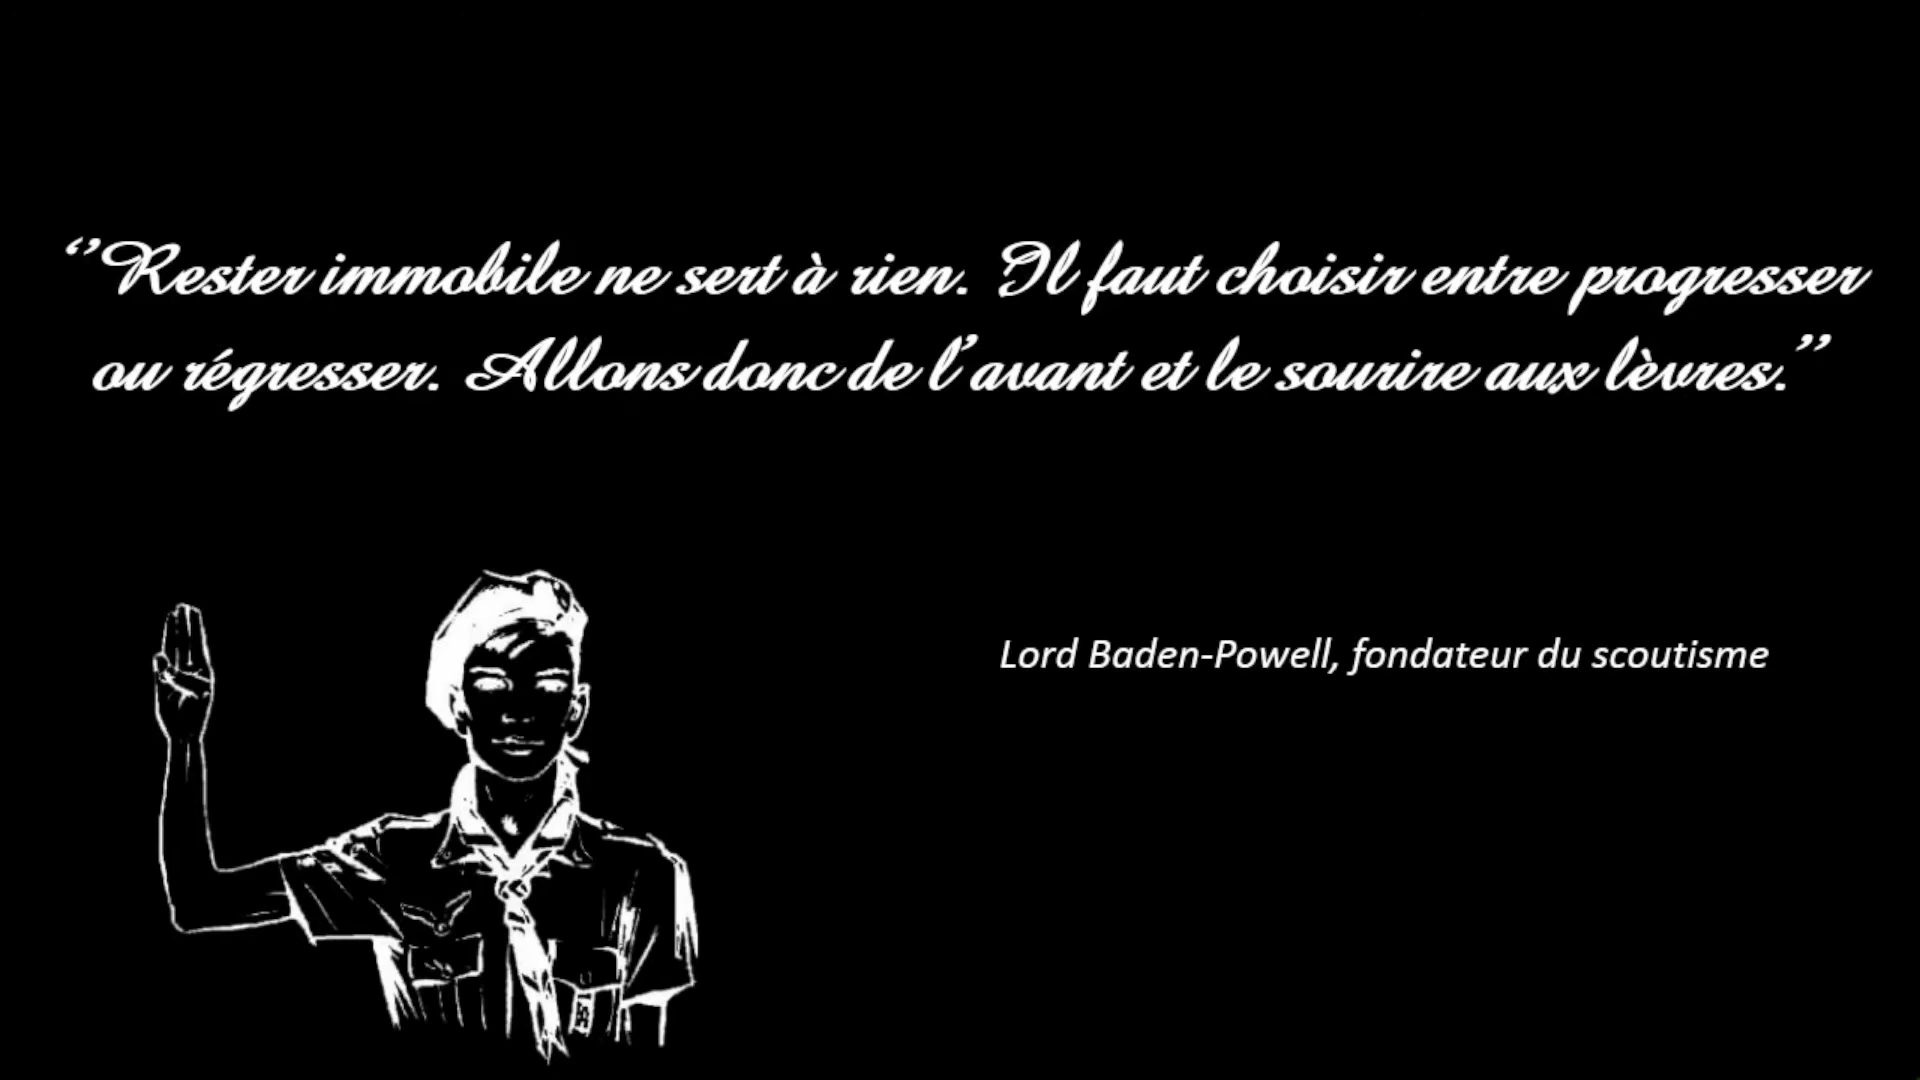 ‘’Rester immobile ne sert à rien. Il faut choisir entre progresser
ou régresser. Allons donc de l’avant et le sourire aux lèvres.’’
Lord Baden-Powell, fondateur du scoutisme